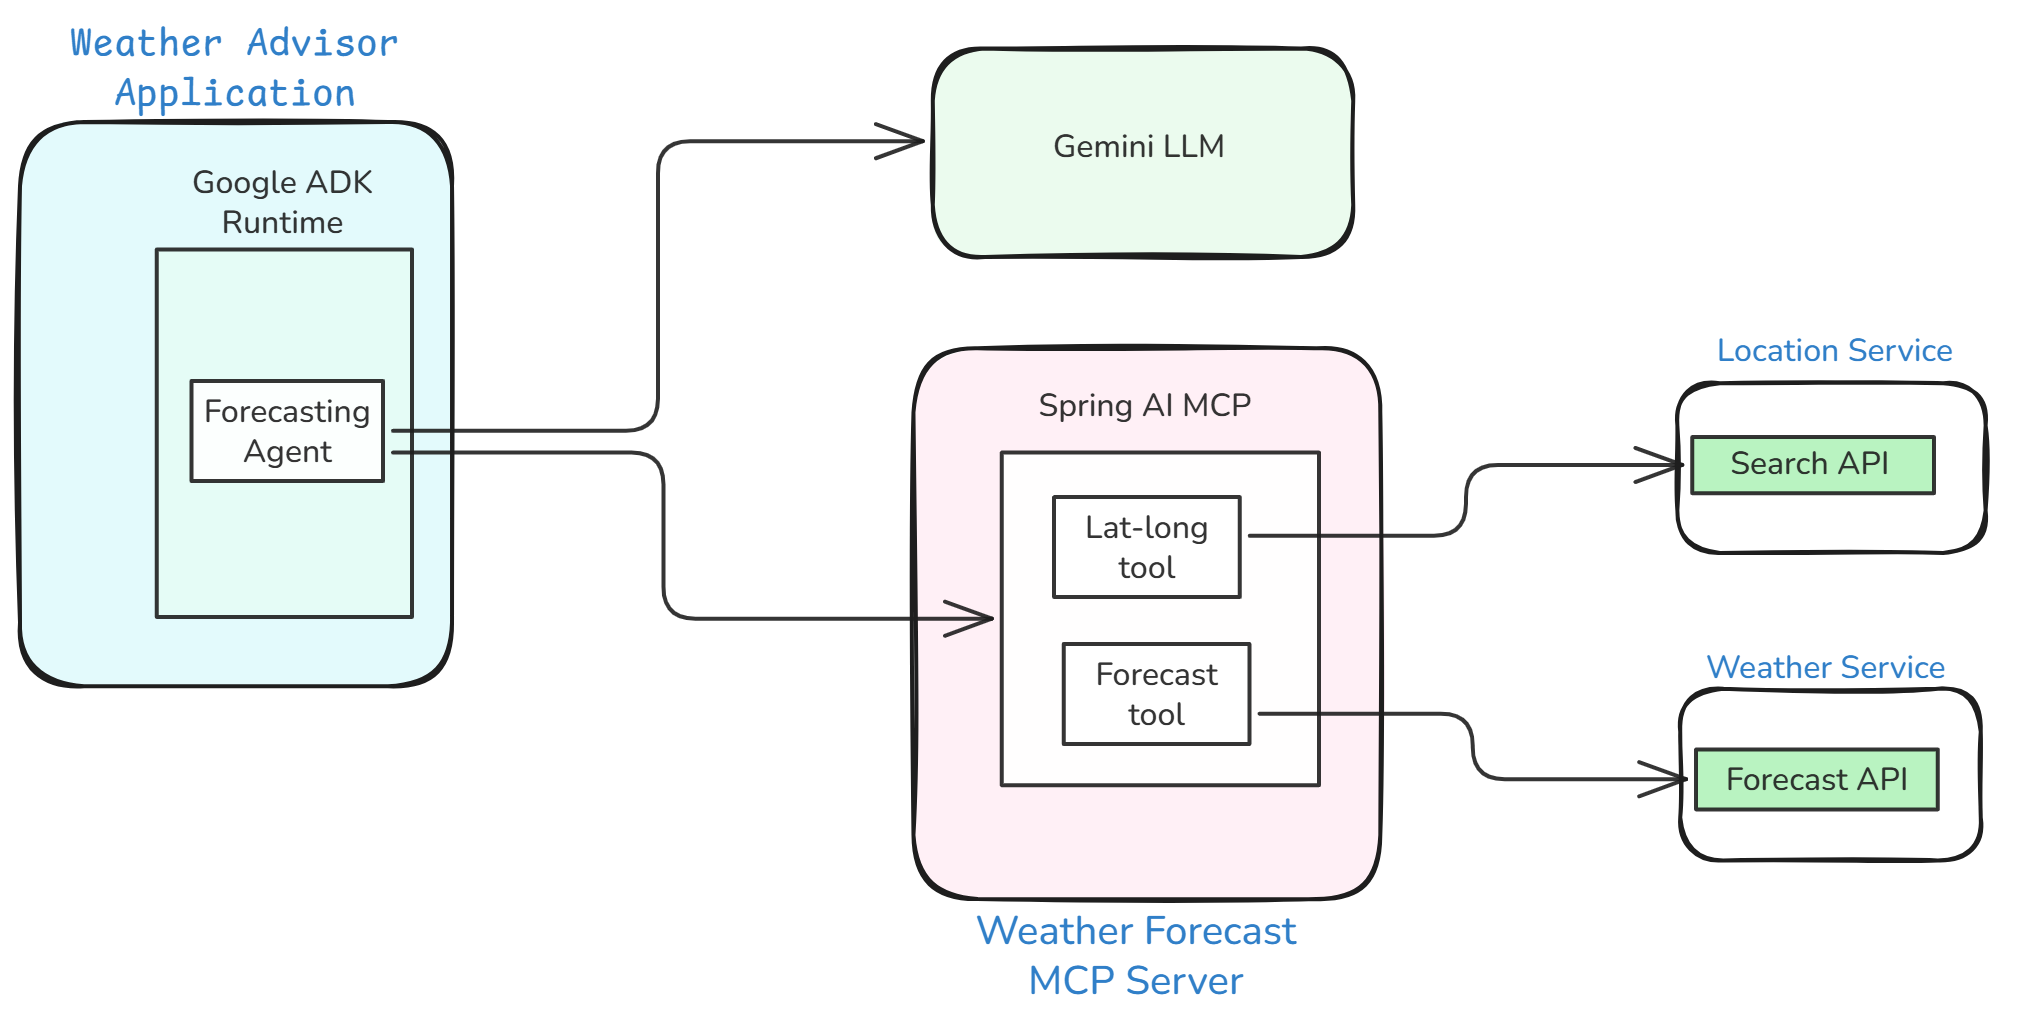 Weather Advisor
Application
Google ADK
Runtime
Forecasting
Agent
Gemini LLM
Spring AI MCP
Lat-long
tool
Forecast
tool
Weather Forecast
MCP Server
Location Service
Search API
Weather Service
Forecast API